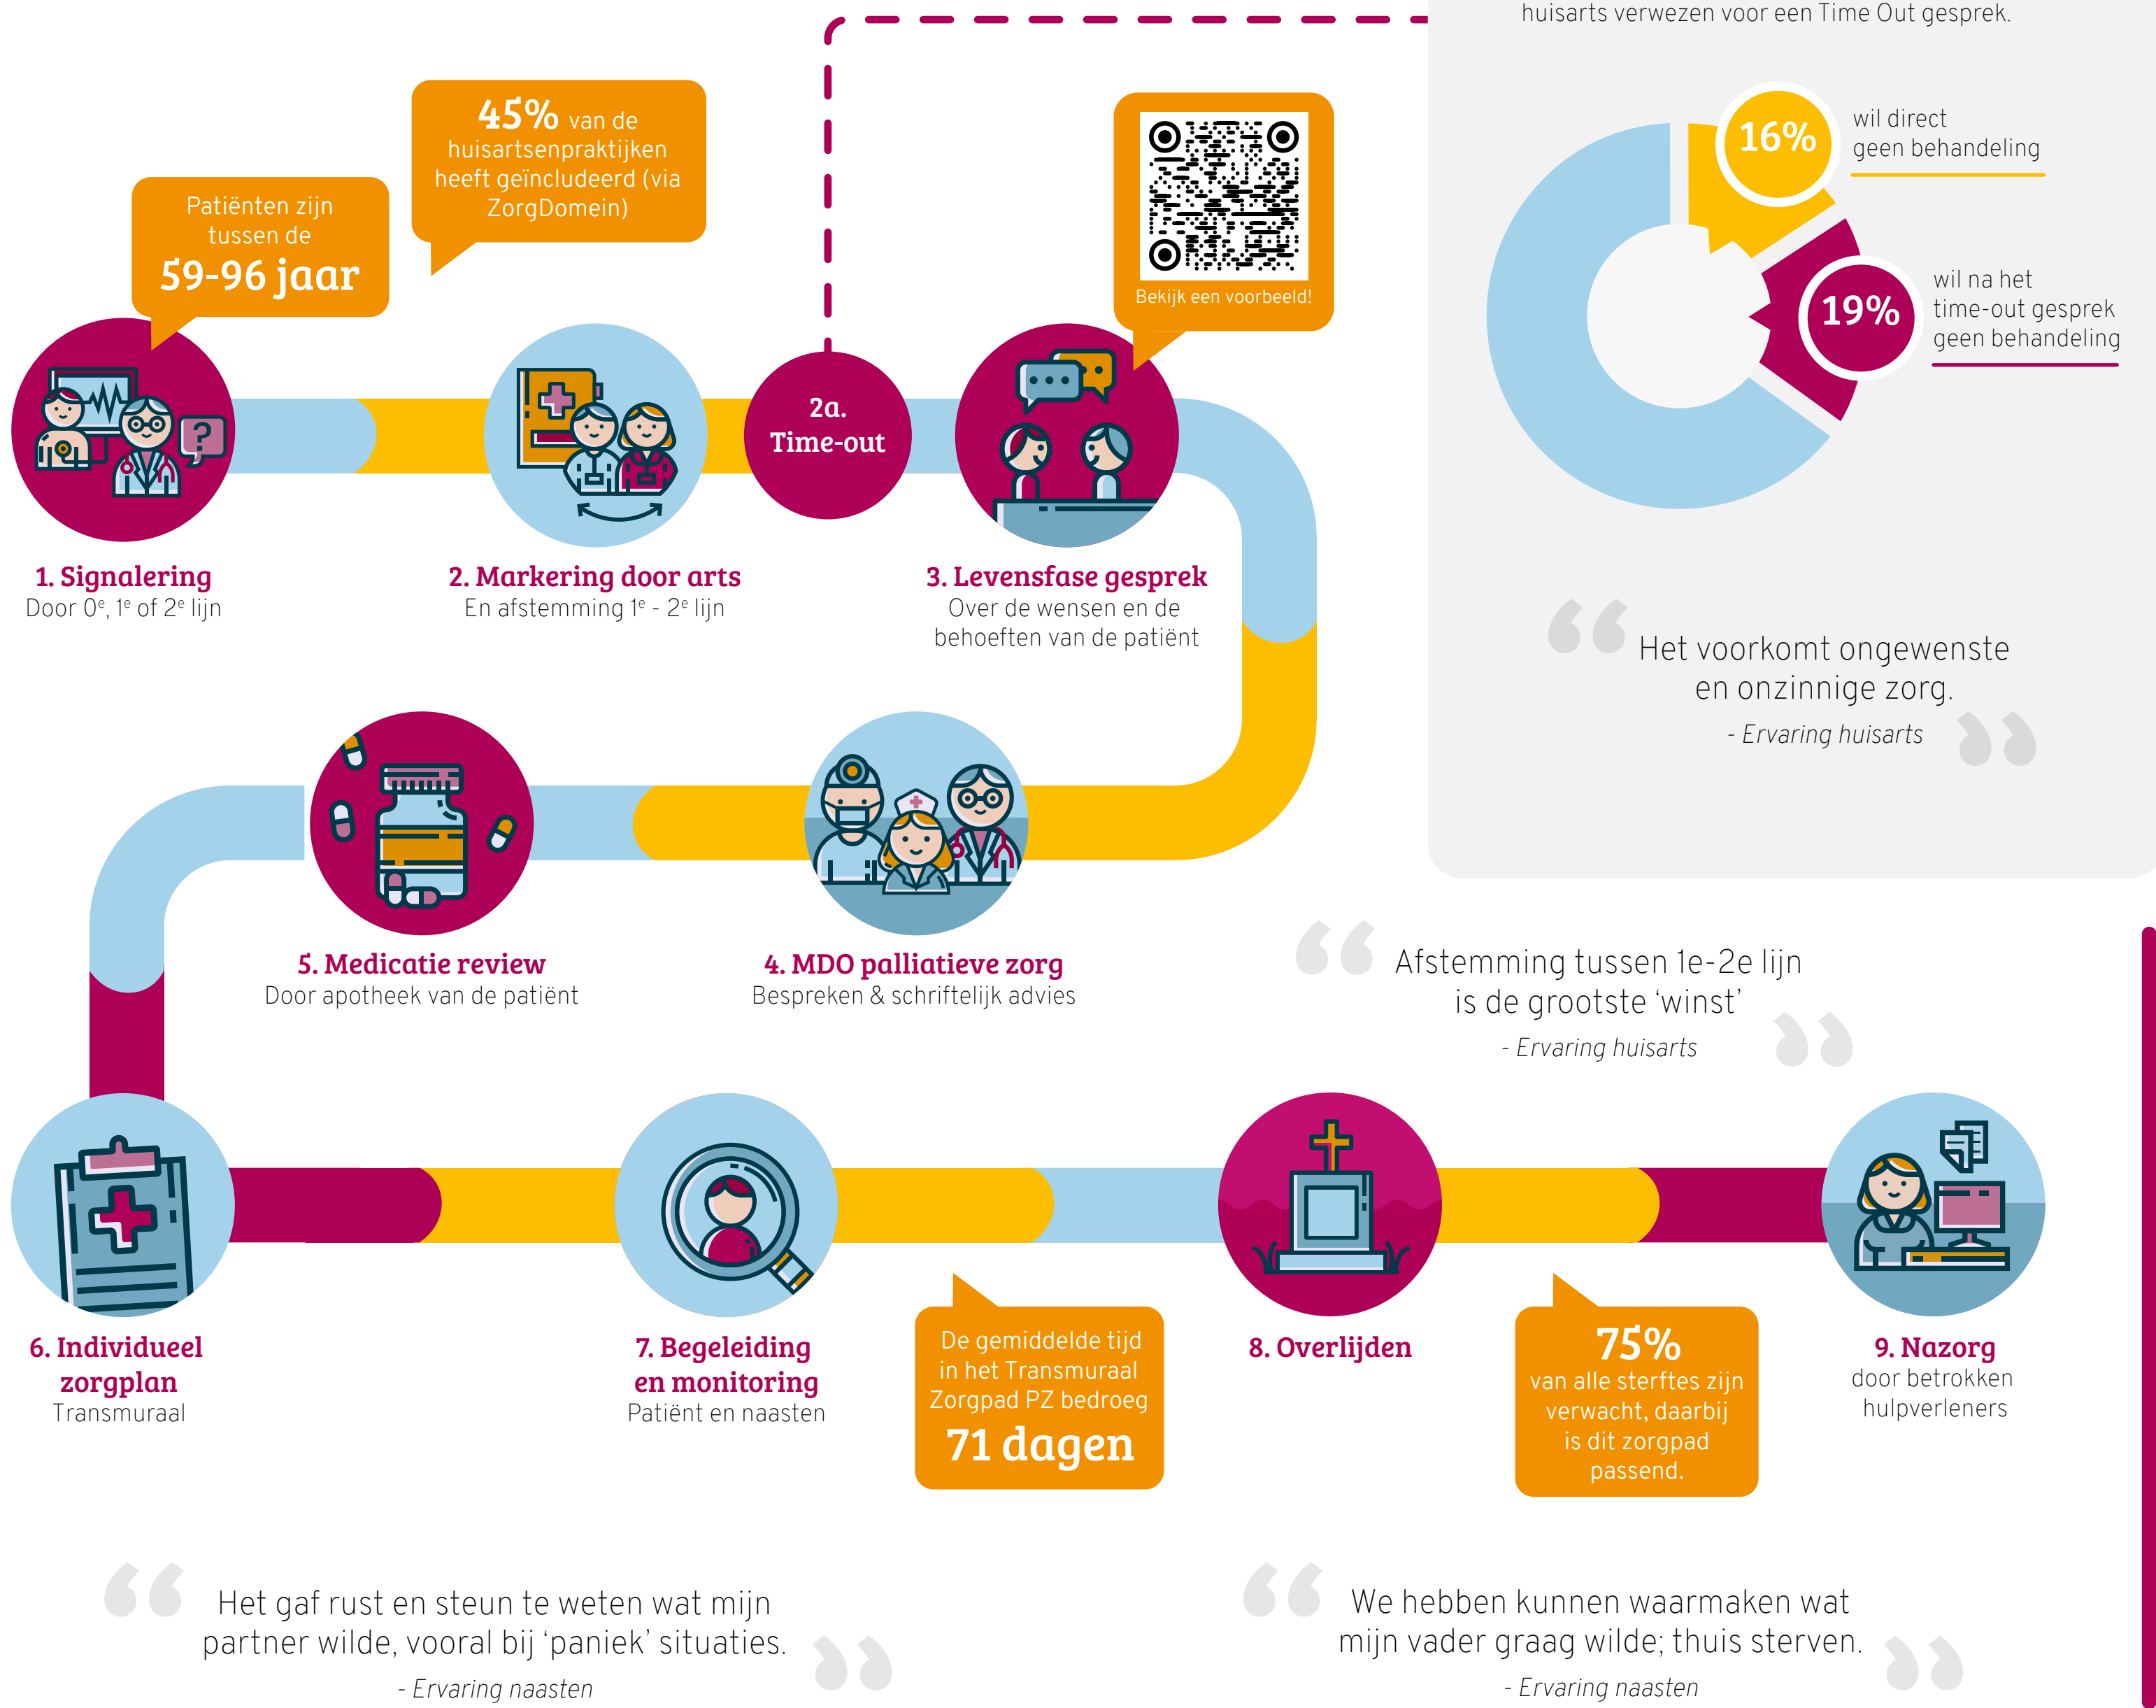 huisarts verwezen voor een Time Out gesprek.
16%
wil direct
geen behandeling
19%
wil na het
time-out gesprek
geen behandeling
Het voorkomt ongewenste
en onzinnige zorg.
- Ervaring huisarts
45% van de
huisartsenpraktijken
heeft geïncludeerd (via
ZorgDomein)
Patiënten zijn
tussen de
59-96 jaar
Bekijk een voorbeeld!
2a.
Time-out
1. Signalering
Door 0e, 1e of 2e lijn
2. Markering door arts
En afstemming 1e - 2e lijn
3. Levensfase gesprek
Over de wensen en de
behoeften van de patiënt
5. Medicatie review
Door apotheek van de patiënt
4. MDO palliatieve zorg
Bespreken & schriftelijk advies
Afstemming tussen 1e-2e lijn
is de grootste ‘winst’
- Ervaring huisarts
6. Individueel
zorgplan
Transmuraal
7. Begeleiding
en monitoring
Patiënt en naasten
De gemiddelde tijd
in het Transmuraal
Zorgpad PZ bedroeg
71 dagen
8. Overlijden
75%
van alle sterftes zijn
verwacht, daarbij
is dit zorgpad
passend.
9. Nazorg
door betrokken
hulpverleners
Het gaf rust en steun te weten wat mijn
partner wilde, vooral bij ‘paniek’ situaties.
- Ervaring naasten
We hebben kunnen waarmaken wat
mijn vader graag wilde; thuis sterven.
- Ervaring naasten